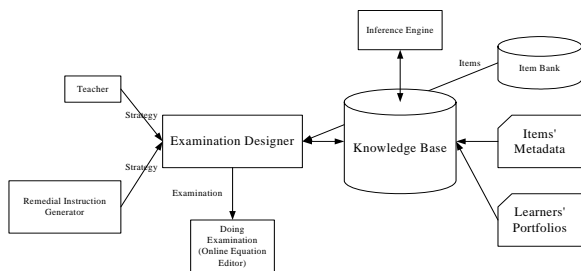 Inference Engine
Items
Item Bank
Teacher
Strategy
Examination Designer
Knowledge Base
Items'
Metadata
Strategy
Remedial Instruction
Generator
Examination
Learners'
Portfolios
Doing
Examination
(Online Equation
Editor)